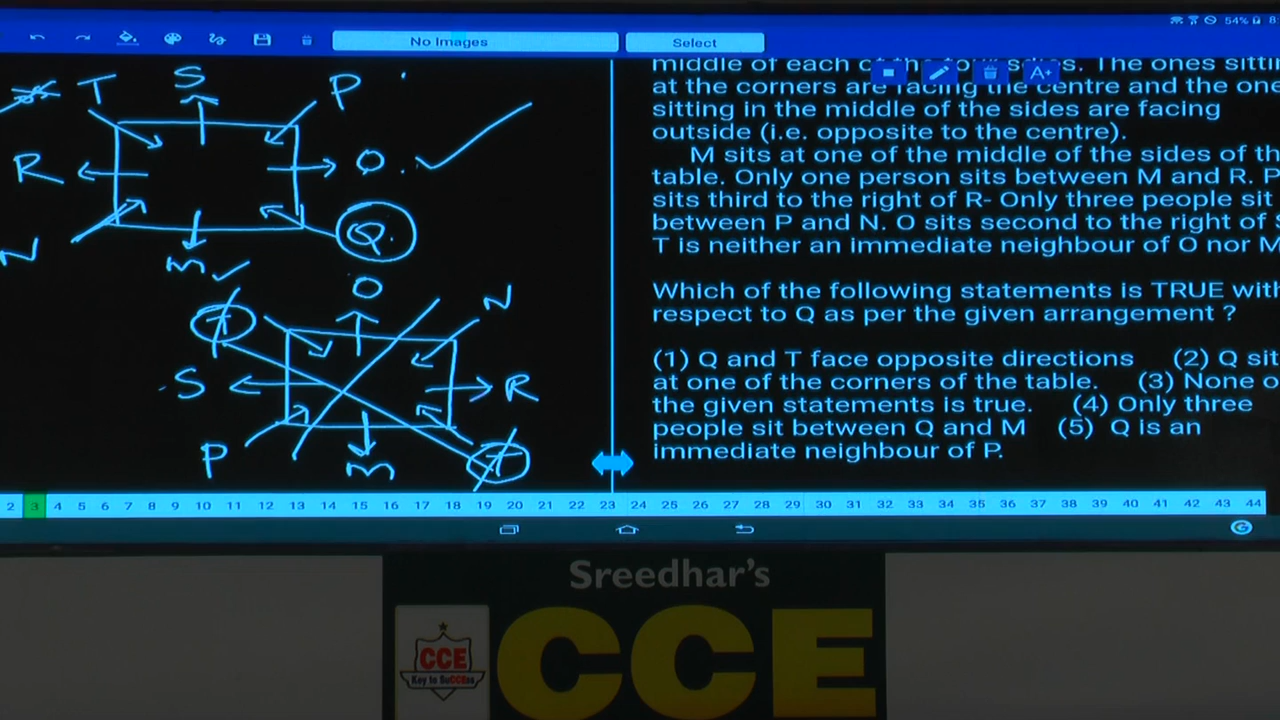 54%
No Images
Select
T S P
R O
N M Q
O N
T
S R
P M T
middle of each of the four sides. The ones sitti
at the corners are facing the centre and the one
sitting in the middle of the sides are facing
outside (i.e. opposite to the centre).
M sits at one of the middle of the sides of th
table. Only one person sits between M and R. P
sits third to the right of R- Only three people sit
between P and N. O sits second to the right of S
T is neither an immediate neighbour of O nor M
Which of the following statements is TRUE with
respect to Q as per the given arrangement ?
(1) Q and T face opposite directions (2) Q sit
at one of the corners of the table. (3) None o
the given statements is true. (4) Only three
people sit between Q and M (5) Q is an
immediate neighbour of P.
2 3 4 5 6 7 8 9 10 11 12 13 14 15 16 17 18 19 20 21 22 23 24 25 26 27 28 29 30 31 32 33 34 35 36 37 38 39 40 41 42 43 44
Sreedhar's
CCE
CCE
Key to SuCCEss